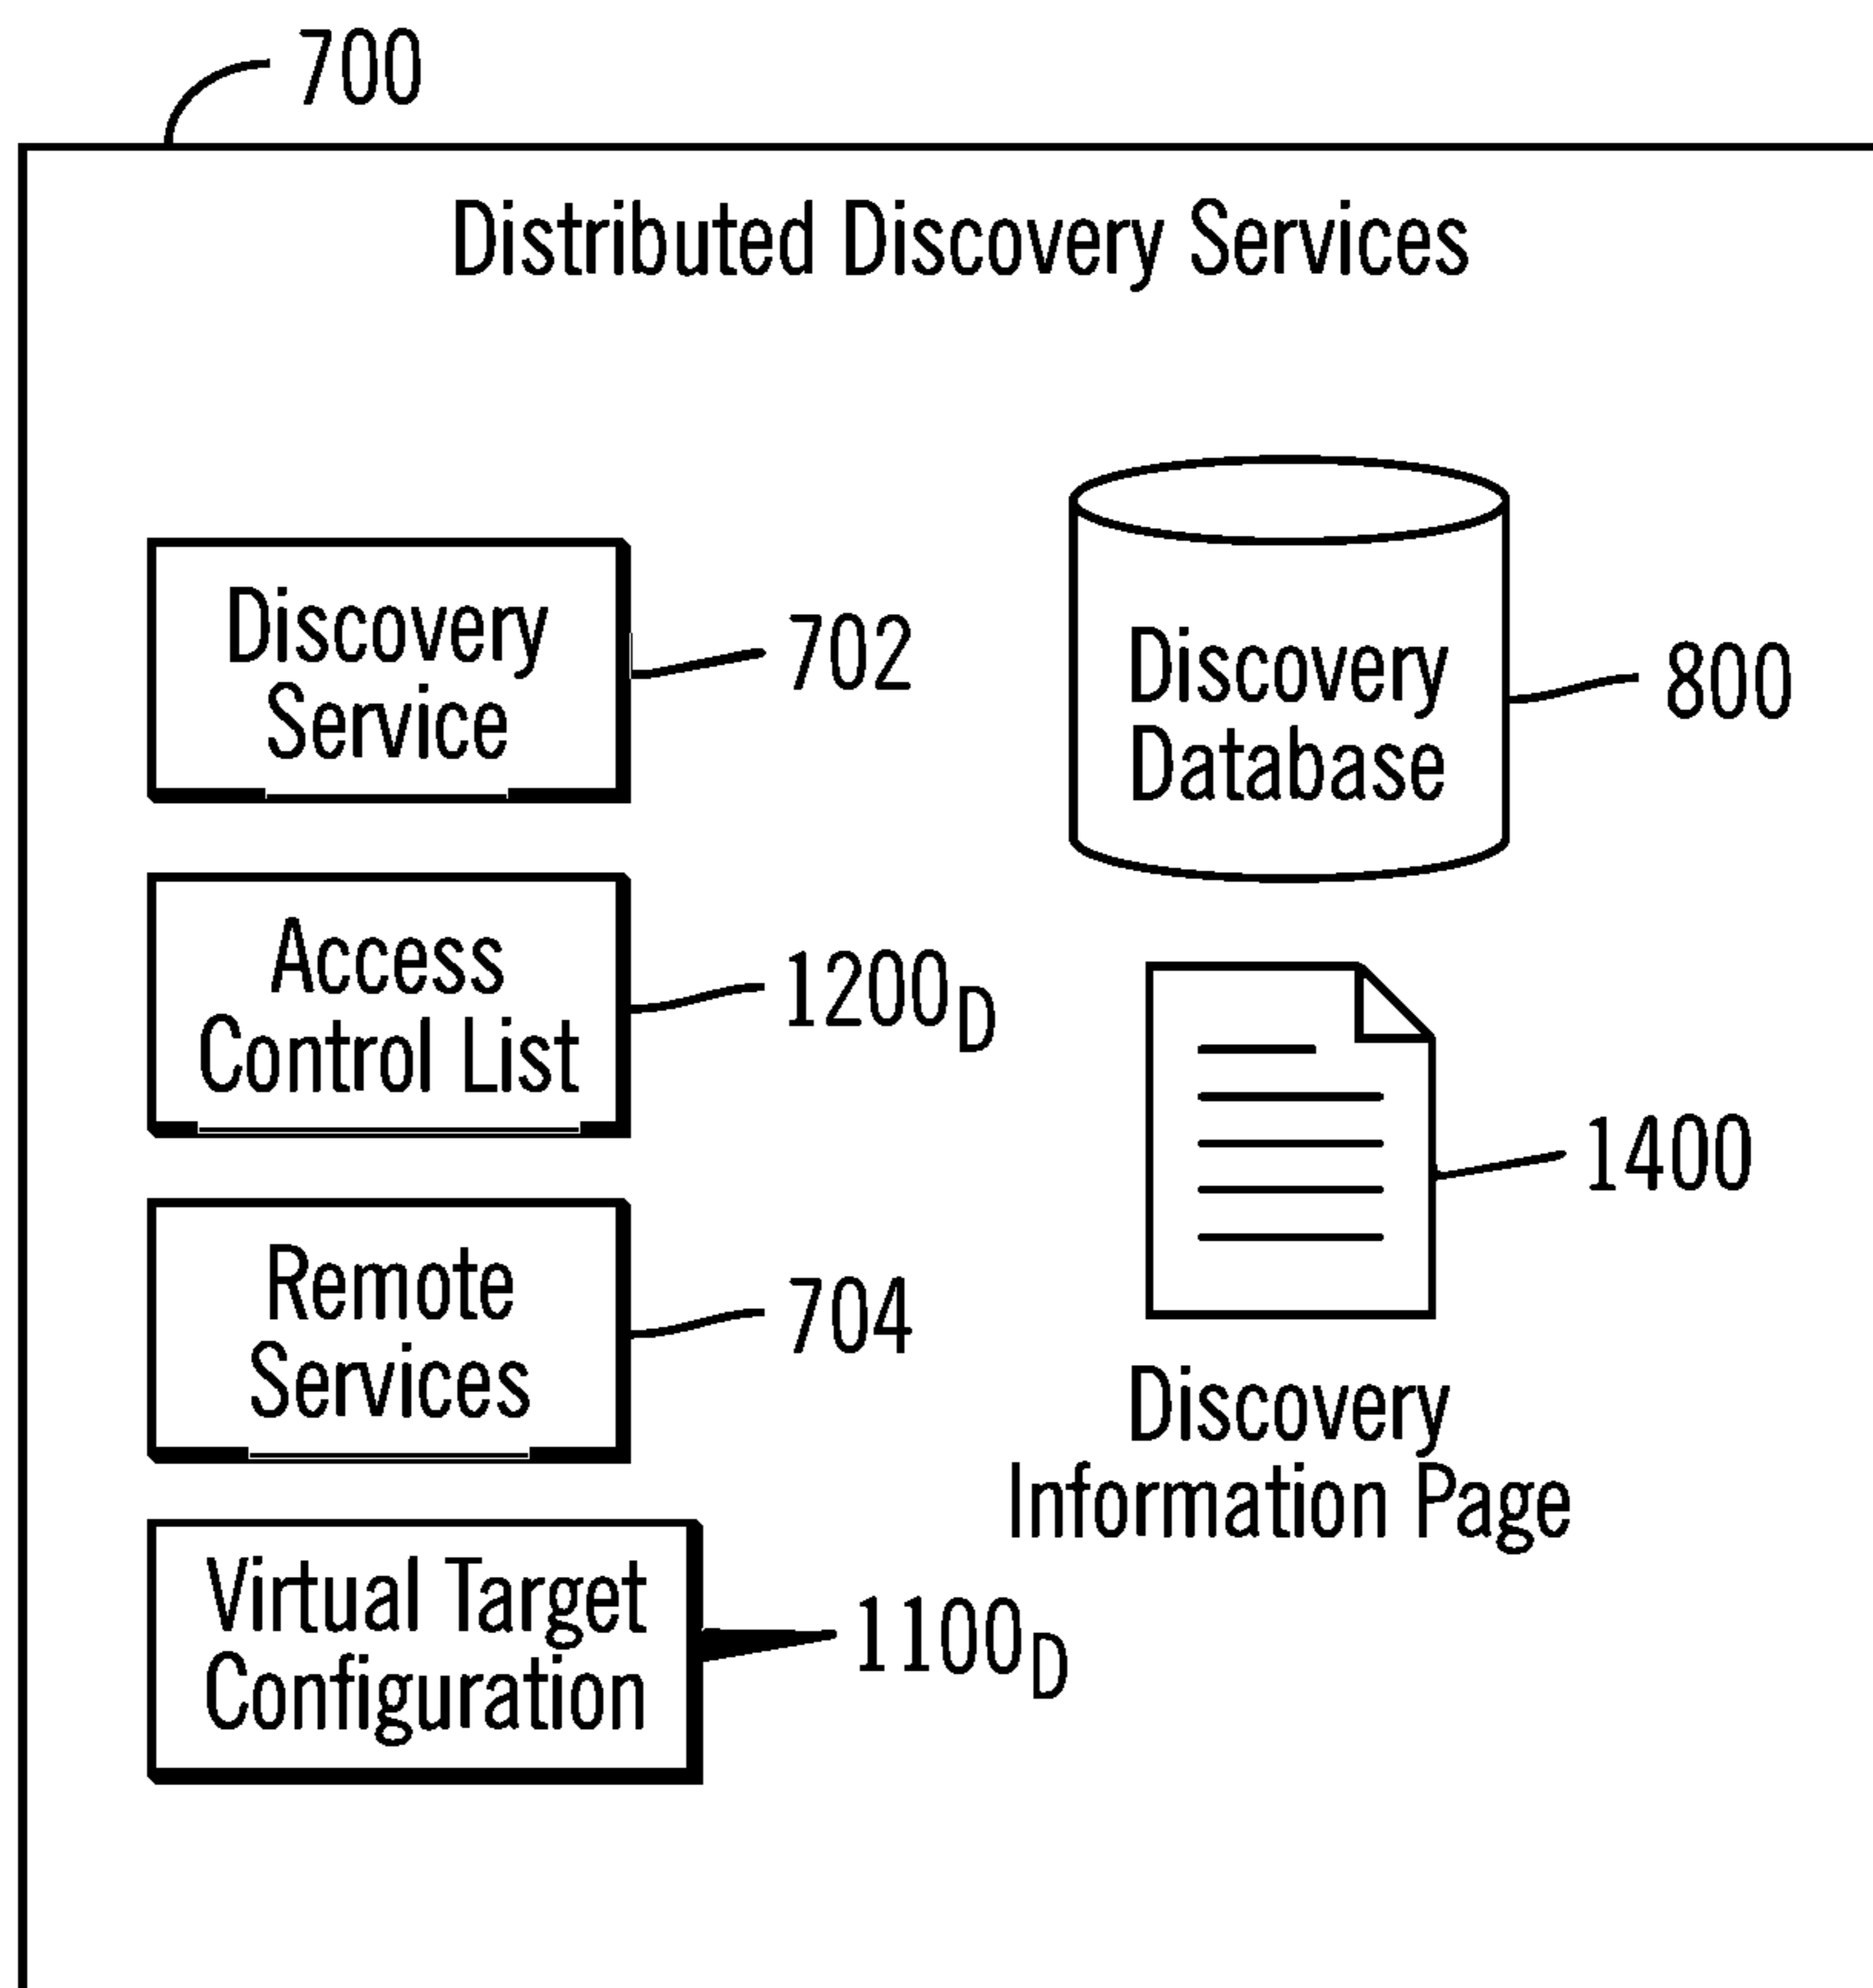 700
Distributed Discovery Services
Discovery
Service
702
Access
Control List
1200D
Remote
Services
704
Virtual Target
Configuration
1100D
Discovery
Database
800
1400
Discovery
Information Page